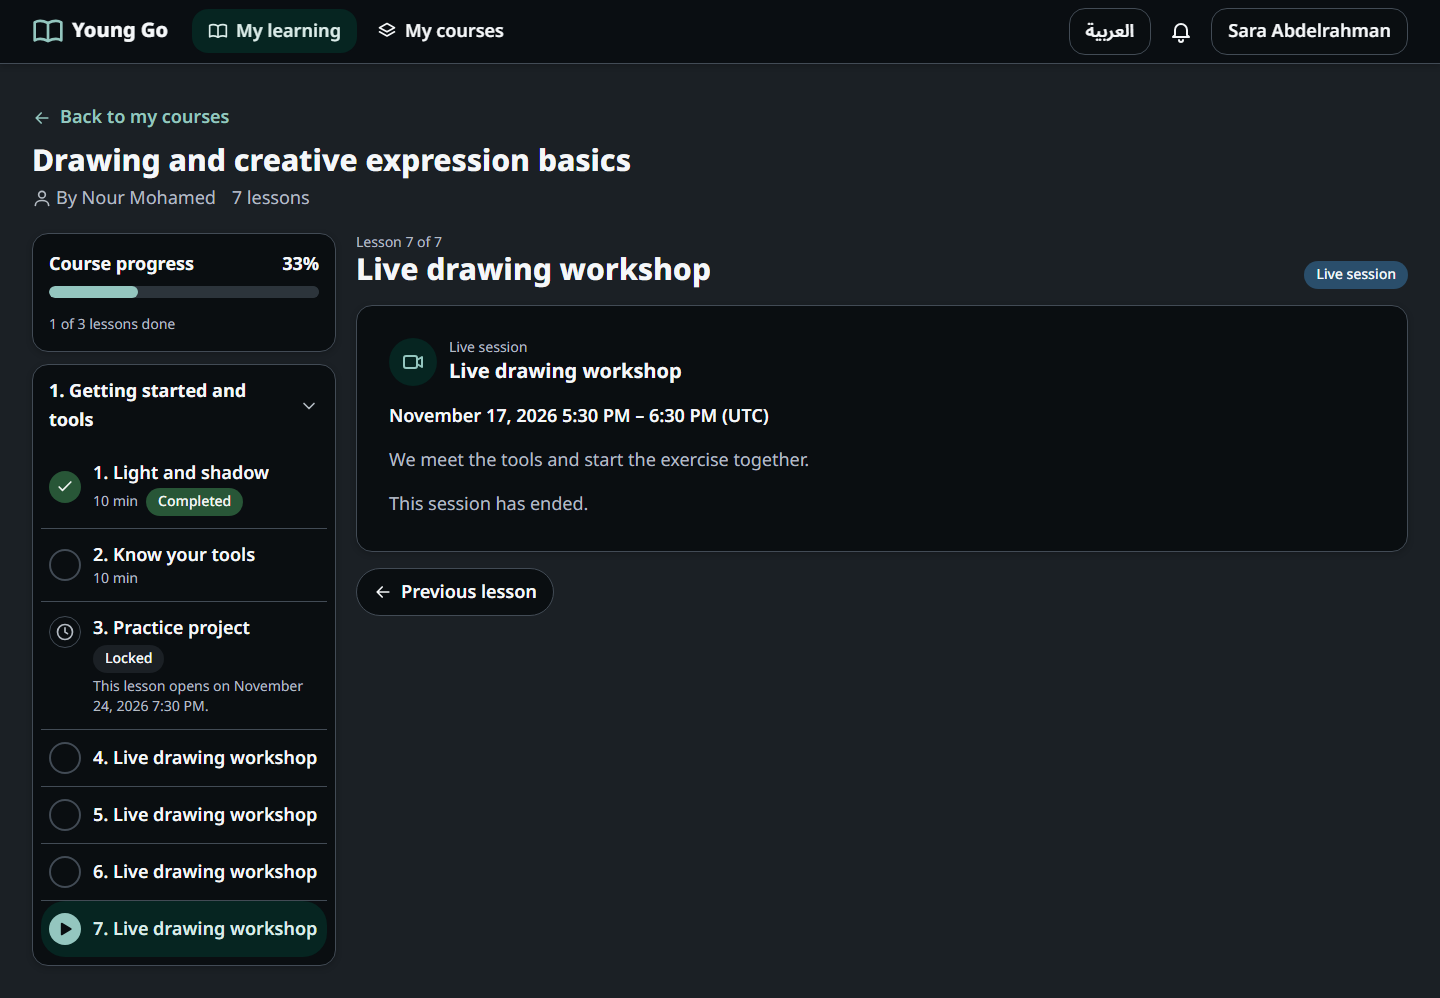 Young Go
My learning
My courses
العربية
Sara Abdelrahman
Back to my courses
Drawing and creative expression basics
By Nour Mohamed 7 lessons
Course progress 33%
1 of 3 lessons done
1. Getting started and
tools
1. Light and shadow
10 min Completed
2. Know your tools
10 min
3. Practice project
Locked
This lesson opens on November
24, 2026 7:30 PM.
4. Live drawing workshop
5. Live drawing workshop
6. Live drawing workshop
7. Live drawing workshop
Lesson 7 of 7
Live drawing workshop
Live session
Live session
Live drawing workshop
November 17, 2026 5:30 PM – 6:30 PM (UTC)
We meet the tools and start the exercise together.
This session has ended.
Previous lesson